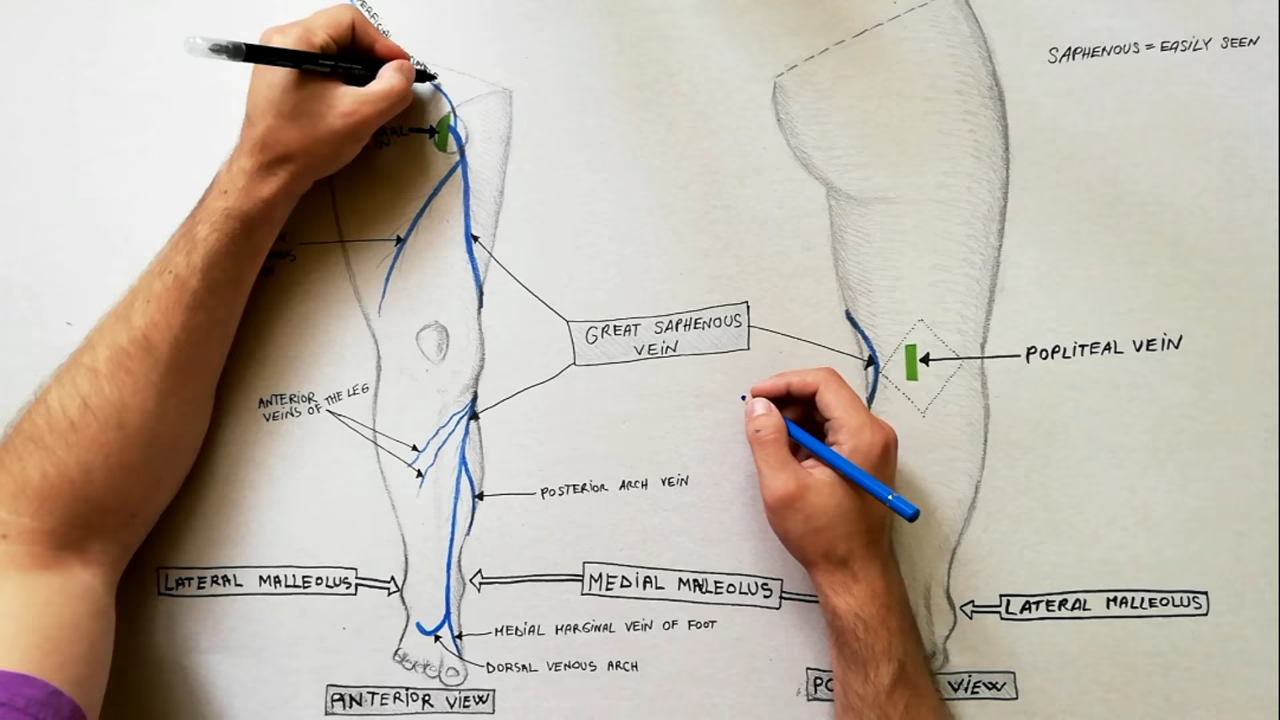 SAPHENOUS = EASILY SEEN
GREAT SAPHENOUS
VEIN
POPLITEAL VEIN
ANTERIOR
VEINS OF THE LEG
POSTERIOR ARCH VEIN
LATERAL MALLEOLUS
MEDIAL MALLEOLUS
LATERAL MALLEOLUS
MEDIAL MARGINAL VEIN OF FOOT
DORSAL VENOUS ARCH
ANTERIOR VIEW
VIEW